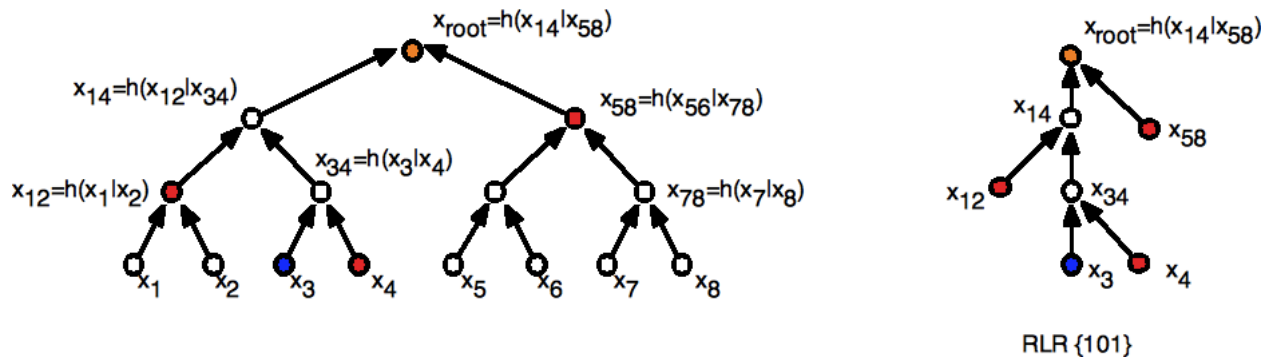 x_root=h(x_14|x_58)
x_14=h(x_12|x_34)
x_58=h(x_56|x_78)
x_34=h(x_3|x_4)
x_12=h(x_1|x_2)
x_78=h(x_7|x_8)
x_1 x_2 x_3 x_4 x_5 x_6 x_7 x_8
x_root=h(x_14|x_58)
x_14
x_58
x_12
x_34
x_3 x_4
RLR {101}